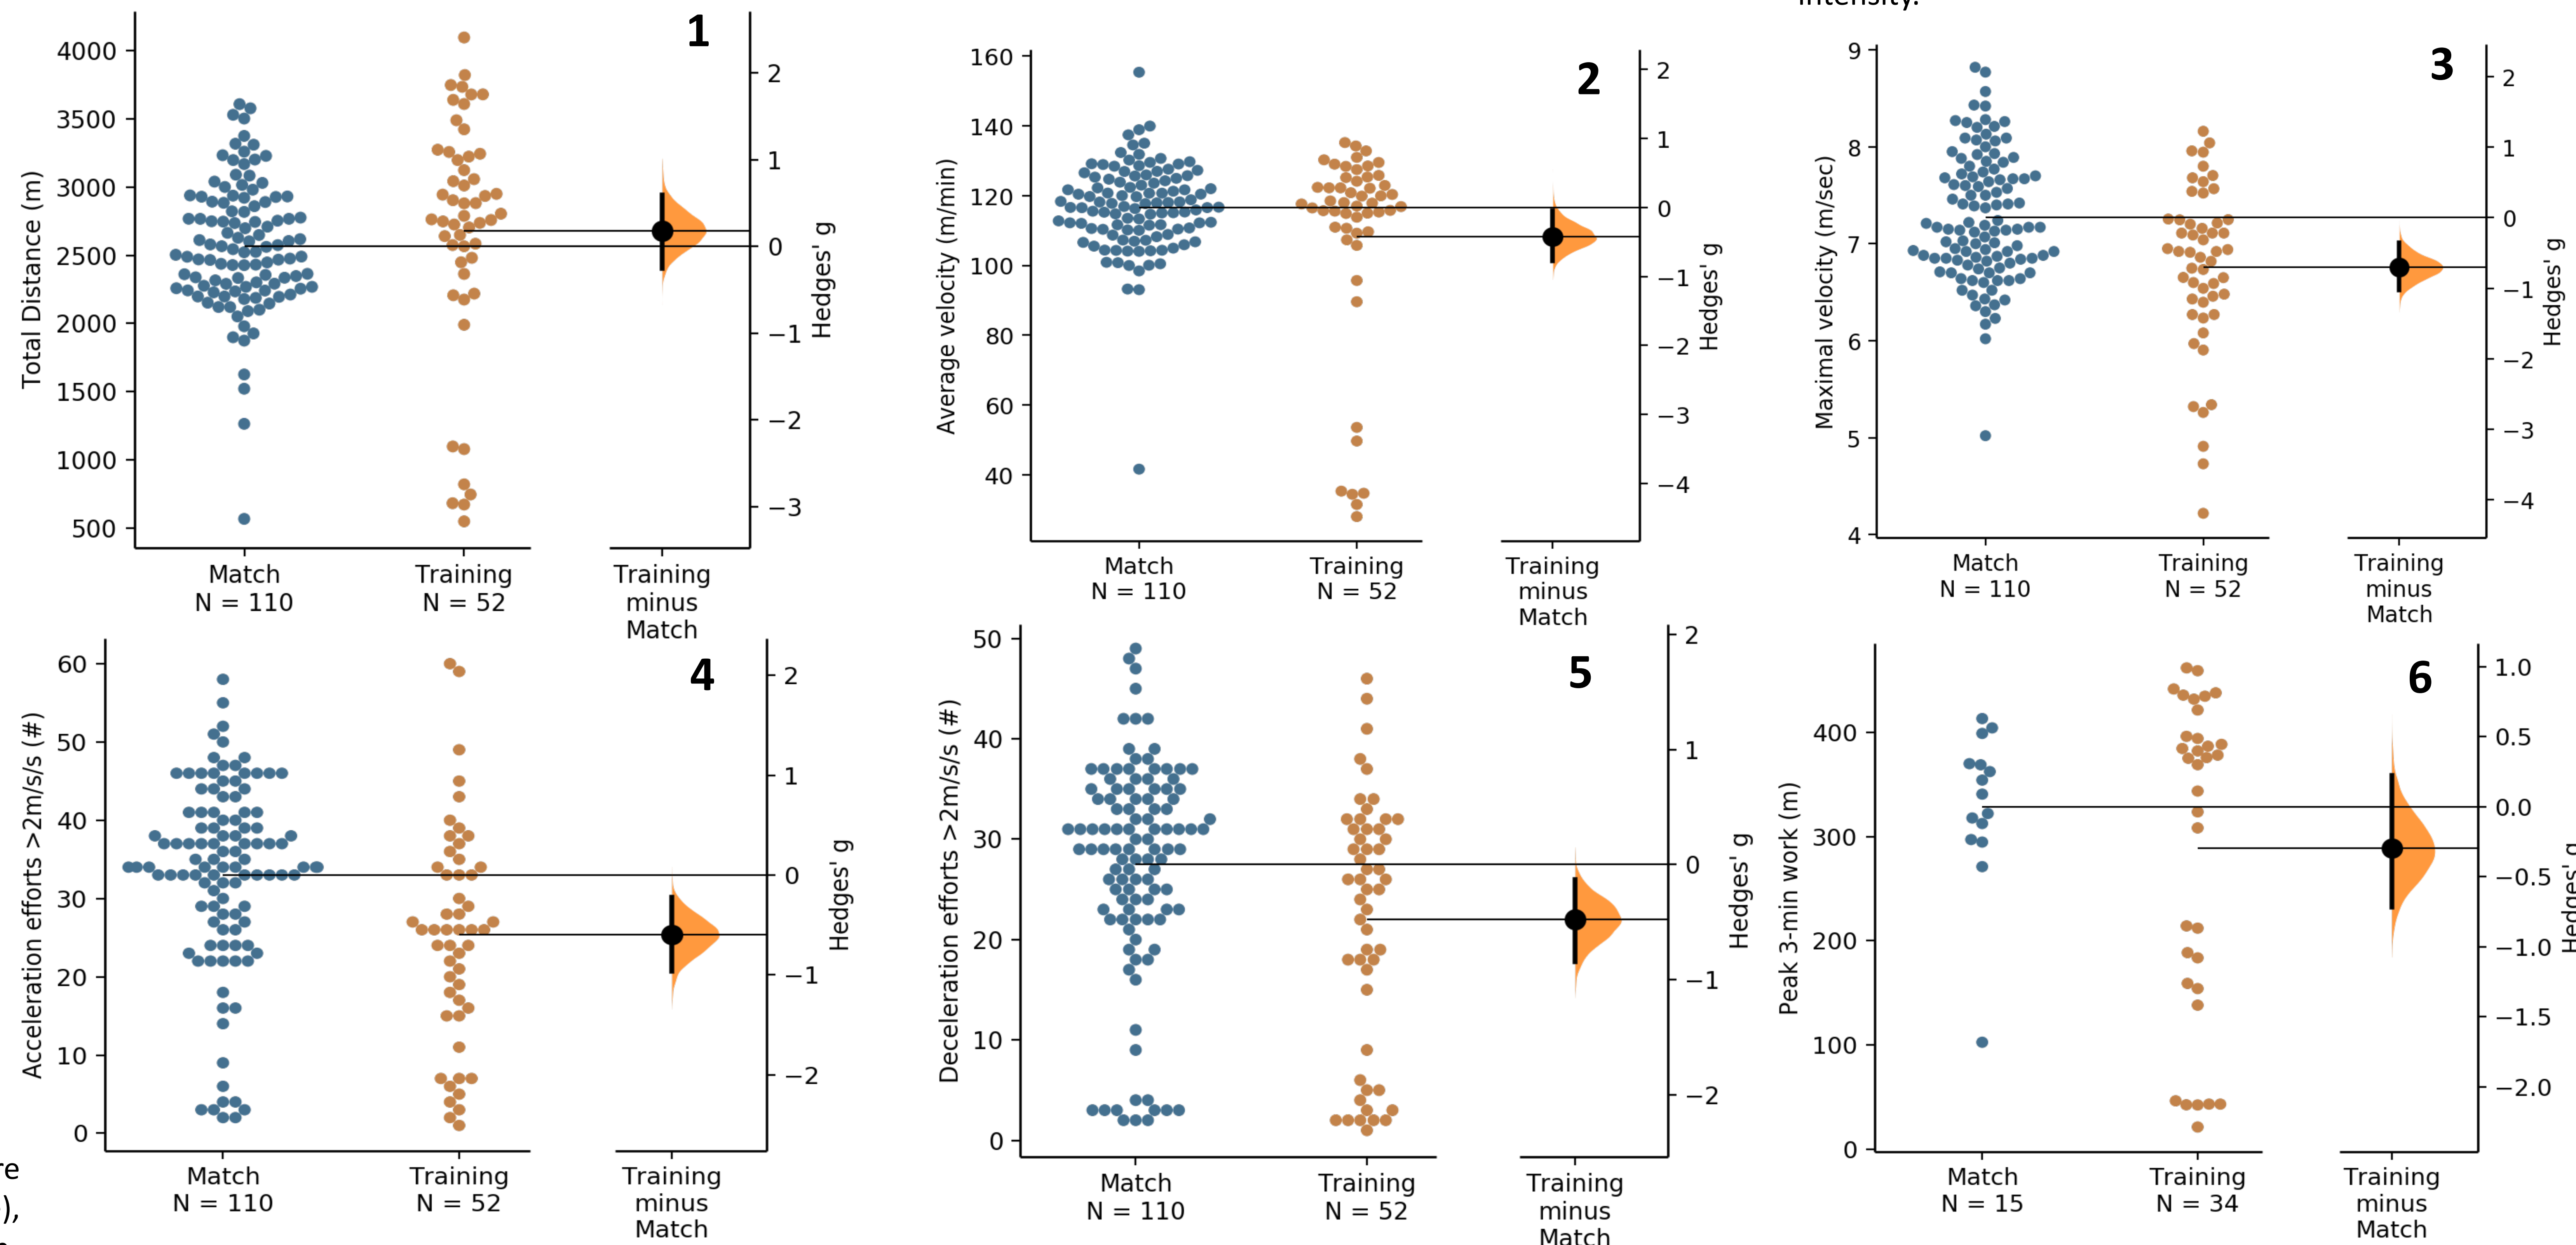 intensity.
1
4000
3500
3000
2500
2000
1500
1000
500
Total Distance (m)
2
1
0
−1
−2
−3
Hedges' g
Match
N = 110
Training
N = 52
Training
minus
Match
2
160
140
120
100
80
60
40
Average velocity (m/min)
2
1
0
−1
−2
−3
−4
Hedges' g
Match
N = 110
Training
N = 52
Training
minus
Match
3
9
8
7
6
5
4
Maximal velocity (m/sec)
2
1
0
−1
−2
−3
−4
Hedges' g
Match
N = 110
Training
N = 52
Training
minus
Match
4
60
50
40
30
20
10
0
Acceleration efforts >2m/s/s (#)
2
1
0
−1
−2
Hedges' g
Match
N = 110
Training
N = 52
Training
minus
Match
5
50
40
30
20
10
0
Deceleration efforts >2m/s/s (#)
2
1
0
−1
−2
Hedges' g
Match
N = 110
Training
N = 52
Training
minus
Match
6
400
300
200
100
0
Peak 3-min work (m)
1.0
0.5
0.0
−0.5
−1.0
−1.5
−2.0
Hedges' g
Match
N = 15
Training
N = 34
Training
minus
Match